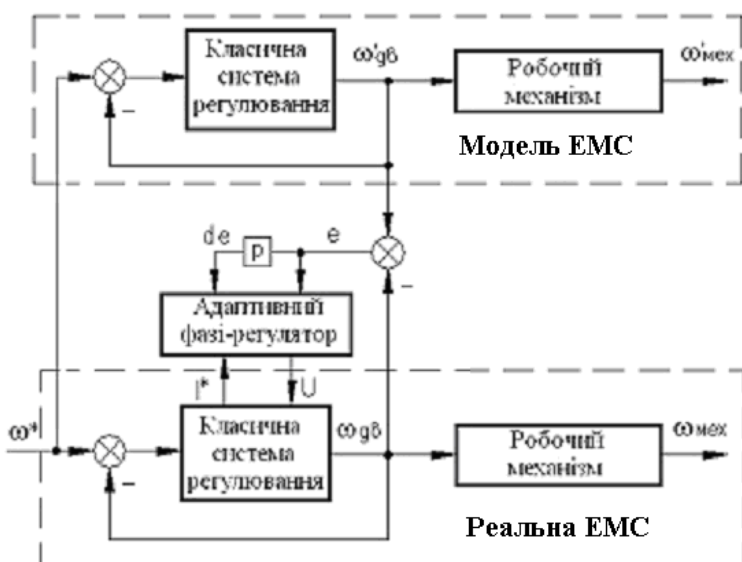 Класична
система
регулювання
ω'дв
Робочий
механізм
ω'мех
–
Модель ЕМС
de
p
e
–
Адаптивний
фазі-регулятор
I*
U
ω*
Класична
система
регулювання
ωдв
Робочий
механізм
ωмех
–
Реальна ЕМС